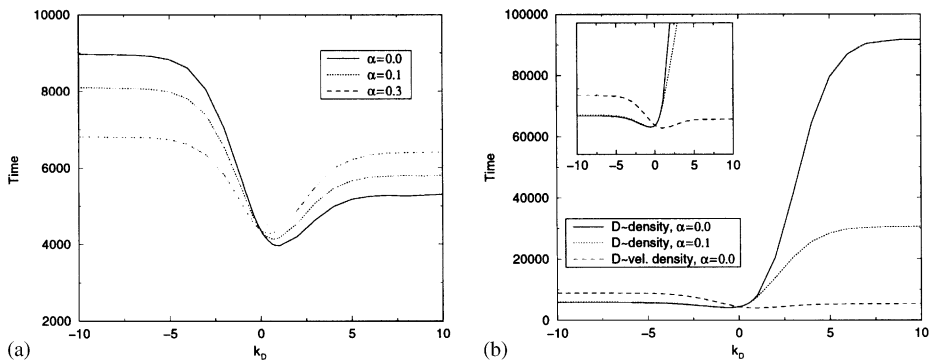 10000
8000
6000
4000
2000
Time
α=0.0
α=0.1
α=0.3
−10
−5
0
5
10
k_D
(a)
100000
80000
60000
40000
20000
0
Time
−10
−5
0
5
10
D~density, α=0.0
D~density, α=0.1
D~vel. density, α=0.0
−10
−5
0
5
10
k_D
(b)